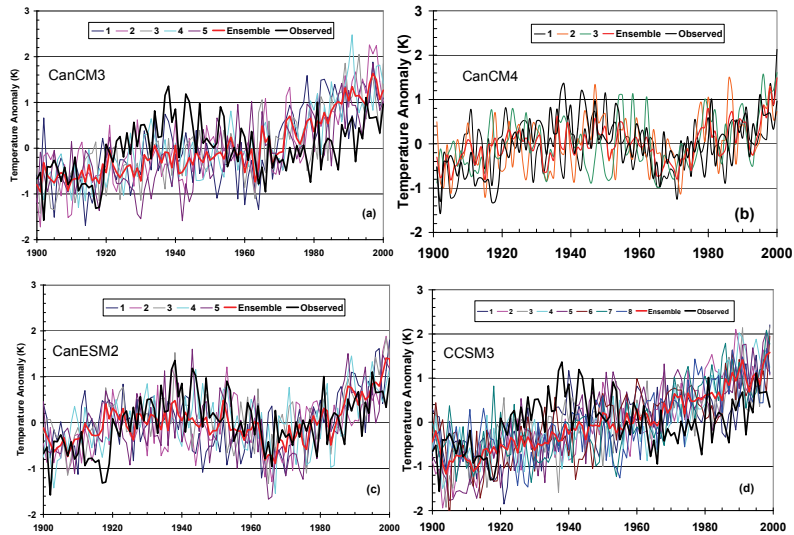 1 2 3 4 5 Ensemble Observed
CanCM3
Temperature Anomaly (K)
3
2
1
0
-1
-2
(a)
1900 1920 1940 1960 1980 2000
1 2 3 Ensemble Observed
CanCM4
Temperature Anomaly (K)
3
2
1
0
-1
-2
(b)
1900 1920 1940 1960 1980 2000
1 2 3 4 5 Ensemble Observed
CanESM2
Temperature Anomaly (K)
3
2
1
0
-1
-2
(c)
1900 1920 1940 1960 1980 2000
1 2 3 4 5 6 7 8 Ensemble Observed
CCSM3
Temperature Anomaly (K)
3
2
1
0
-1
-2
(d)
1900 1920 1940 1960 1980 2000